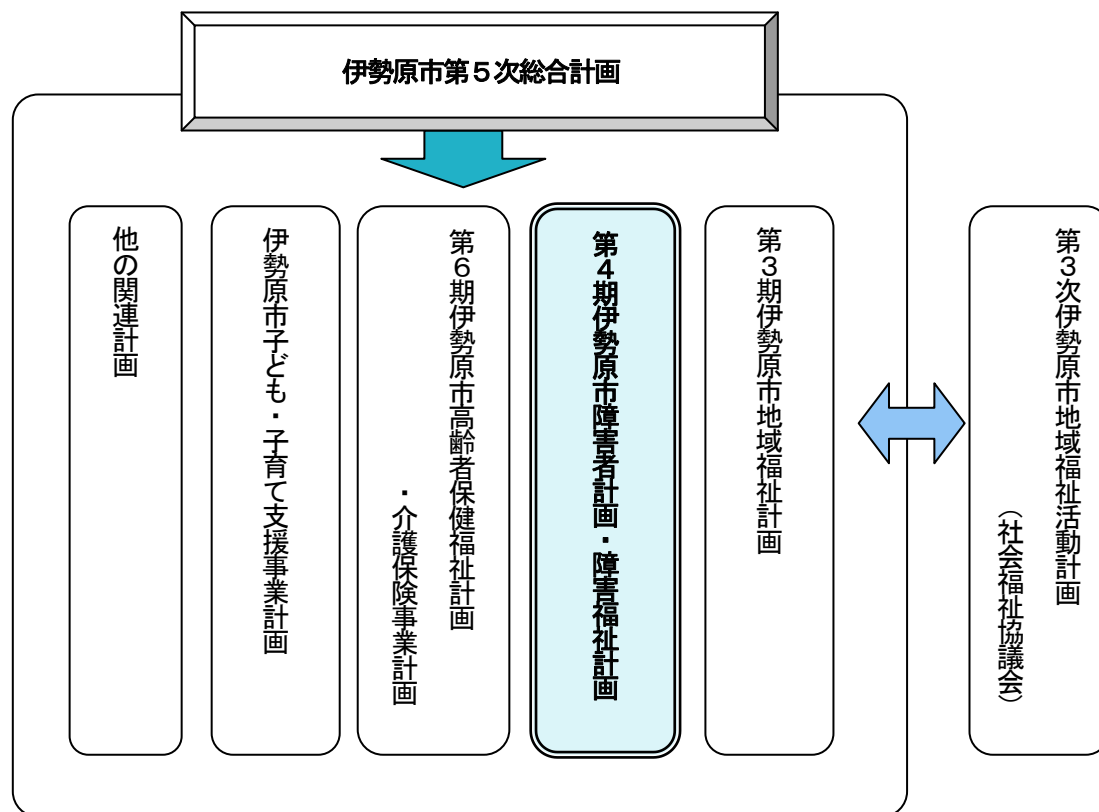 伊勢原市第５次総合計画
第３次伊勢原市地域福祉活動計画
（社会福祉協議会）
第３期伊勢原市地域福祉計画
第４期伊勢原市障害者計画・障害福祉計画
第６期伊勢原市高齢者保健福祉計画
・介護保険事業計画
伊勢原市子ども・子育て支援事業計画
他の関連計画